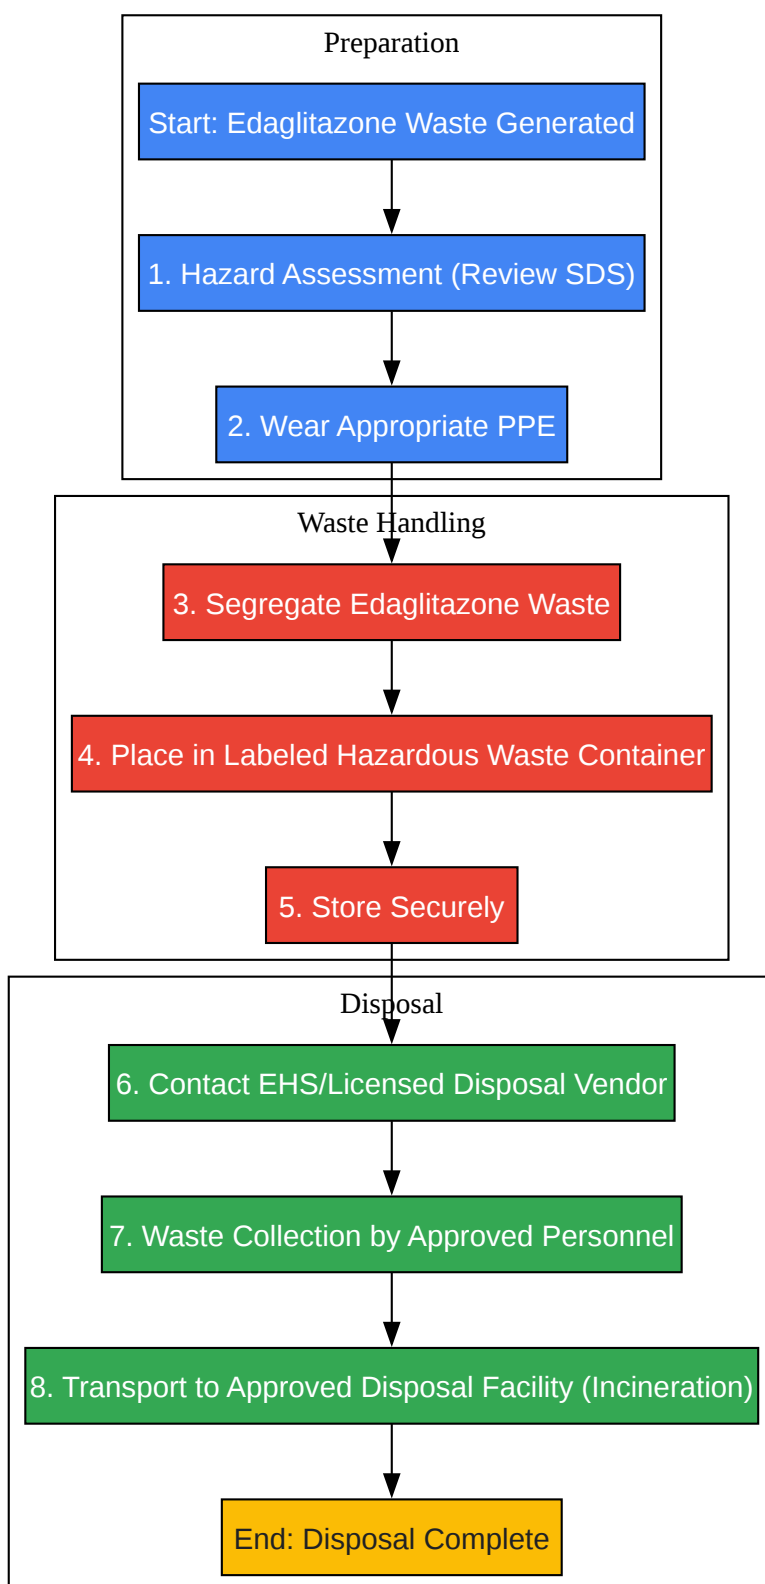 Preparation
Start: Edaglitazone Waste Generated
1. Hazard Assessment (Review SDS)
2. Wear Appropriate PPE
Waste Handling
3. Segregate Edaglitazone Waste
4. Place in Labeled Hazardous Waste Container
5. Store Securely
Disposal
6. Contact EHS/Licensed Disposal Vendor
7. Waste Collection by Approved Personnel
8. Transport to Approved Disposal Facility (Incineration)
End: Disposal Complete